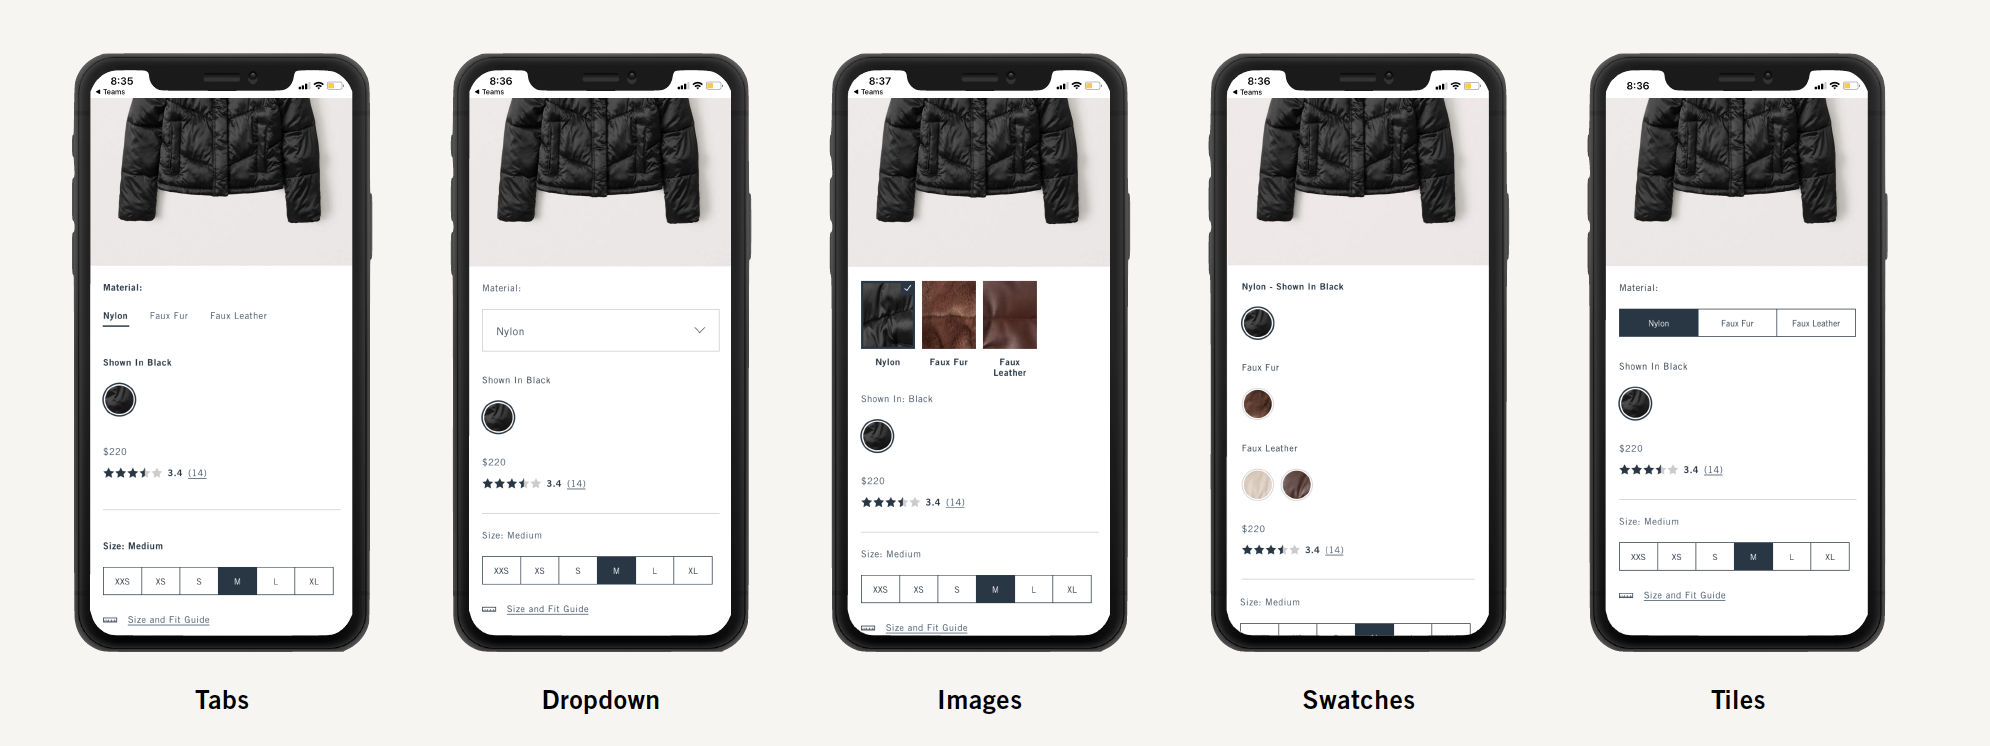 8:35
◀ Teams
Material:
Nylon Faux Fur Faux Leather
Shown In Black
$220
3.4 (14)
Size: Medium
XXS XS S M L XL
Size and Fit Guide
Tabs
8:36
◀ Teams
Material:
Nylon
Shown In Black
$220
3.4 (14)
Size: Medium
XXS XS S M L XL
Size and Fit Guide
Dropdown
8:37
◀ Teams
Nylon Faux Fur Faux
Leather
Shown In: Black
$220
3.4 (14)
Size: Medium
XXS XS S M L XL
Size and Fit Guide
Images
8:36
◀ Teams
Nylon - Shown In Black
Faux Fur
Faux Leather
$220
3.4 (14)
Size: Medium
Swatches
8:36
Material:
Nylon Faux Fur Faux Leather
Shown In Black
$220
3.4 (14)
Size: Medium
XXS XS S M L XL
Size and Fit Guide
Tiles